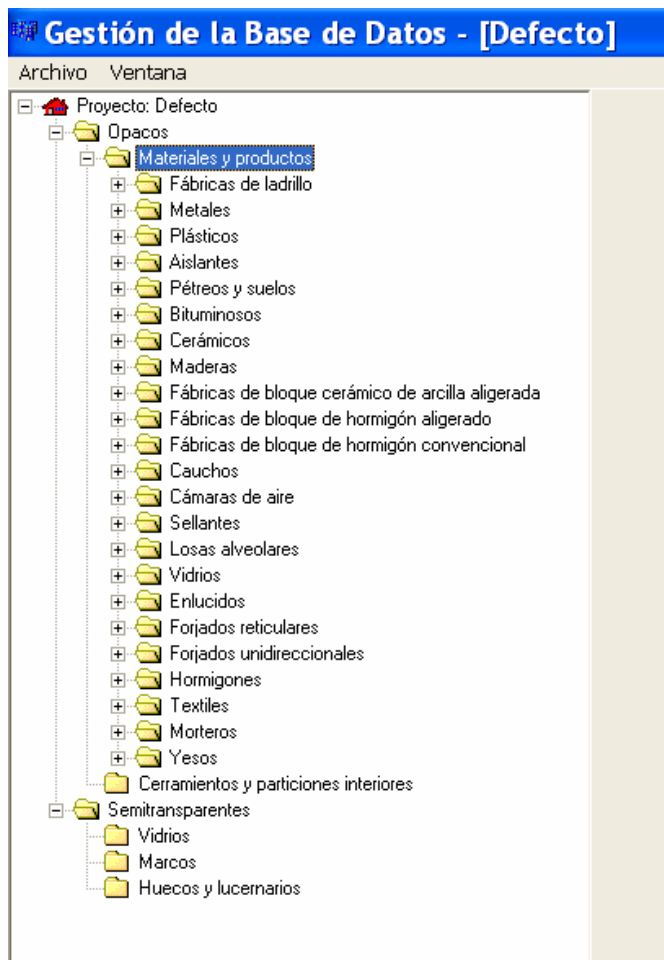 Gestión de la Base de Datos - [Defecto]
Archivo Ventana
Proyecto: Defecto
Opacos
Materiales y productos
Fábricas de ladrillo
Metales
Plásticos
Aislantes
Pétreos y suelos
Bituminosos
Cerámicos
Maderas
Fábricas de bloque cerámico de arcilla aligerada
Fábricas de bloque de hormigón aligerado
Fábricas de bloque de hormigón convencional
Cauchos
Cámaras de aire
Sellantes
Losas alveolares
Vidrios
Enlucidos
Forjados reticulares
Forjados unidireccionales
Hormigones
Textiles
Morteros
Yesos
Cerramientos y particiones interiores
Semitransparentes
Vidrios
Marcos
Huecos y lucernarios